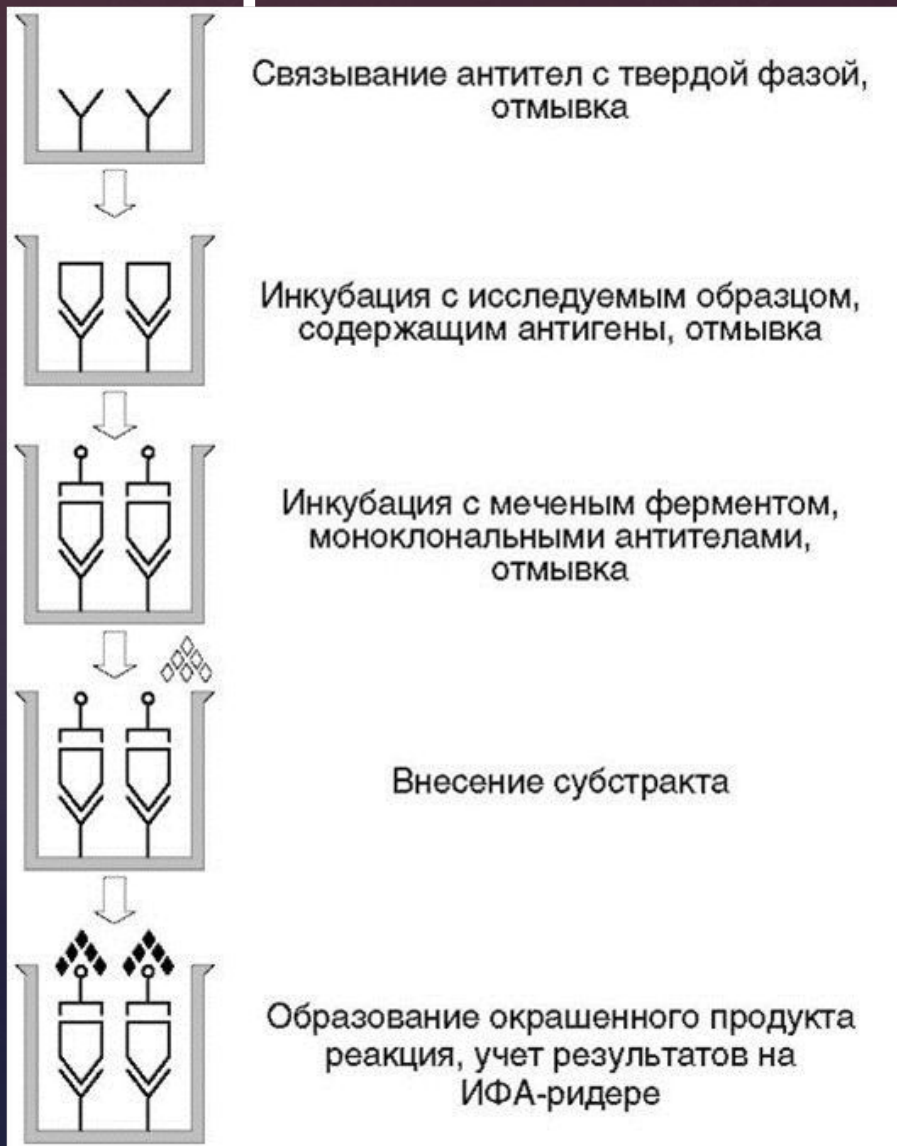 Связывание антител с твердой фазой,
отмывка
Инкубация с исследуемым образцом,
содержащим антигены, отмывка
Инкубация с меченым ферментом,
моноклональными антителами,
отмывка
Внесение субстракта
Образование окрашенного продукта
реакция, учет результатов на
ИФА-ридере